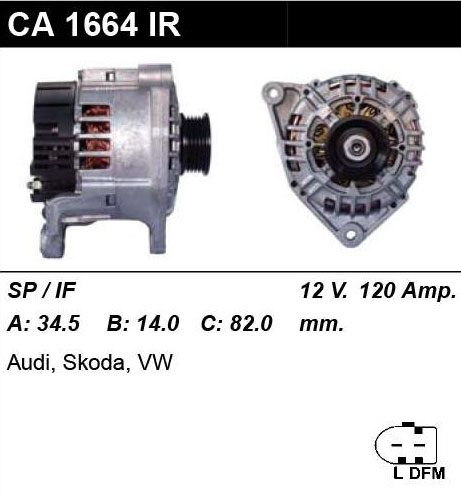 CA 1664 IR
SP / IF 12 V. 120 Amp.
A: 34.5 B: 14.0 C: 82.0 mm.
Audi, Skoda, VW
L DFM